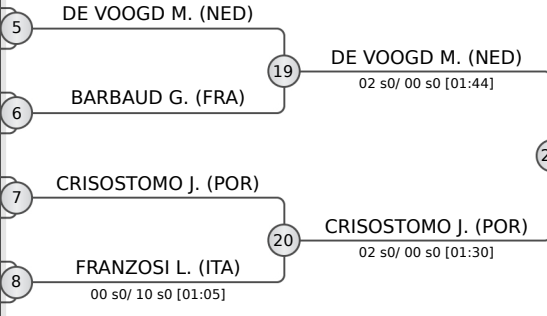 DE VOOGD M. (NED)
5
19
DE VOOGD M. (NED)
02 s0/ 00 s0 [01:44]
BARBAUD G. (FRA)
6
CRISOSTOMO J. (POR)
7
20
CRISOSTOMO J. (POR)
02 s0/ 00 s0 [01:30]
FRANZOSI L. (ITA)
8
00 s0/ 10 s0 [01:05]